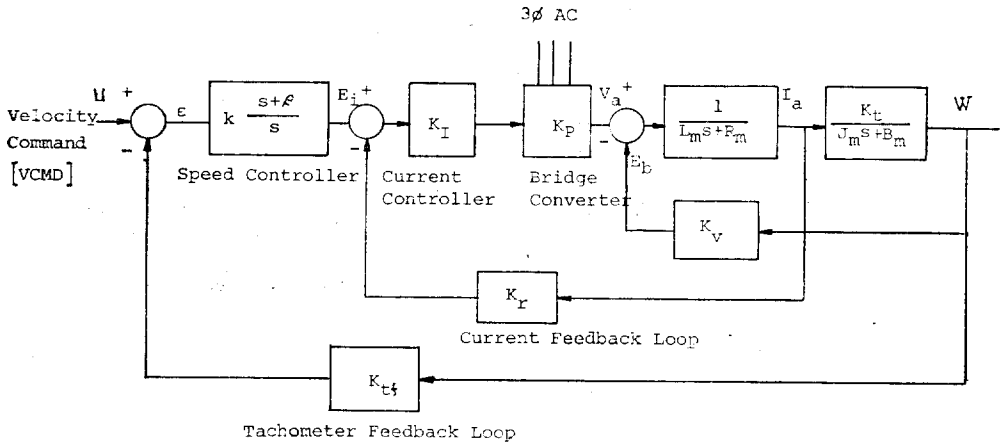 3ø AC
u + ε
k s+ρ
s
E_i +
K_I
K_P
V_a +
1
L_m s+R_m
I_a
K_t
J_m s+B_m
W
Velocity
Command
[VCMD]
-
-
-
Speed Controller
Current
Controller
Bridge
Converter
E_b
K_v
K_r
Current Feedback Loop
K_tf
Tachometer Feedback Loop